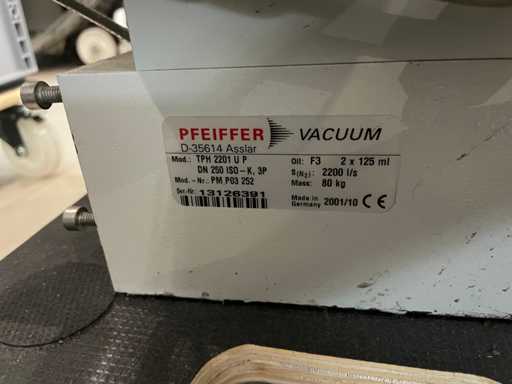 PFEIFFER VACUUM
D-35614 Asslar
Mod.: TPH 2201 U P Oil: F3 2 x 125 ml
DN 250 ISO-K, 3P S(N₂): 2200 l/s
Mod.-Nr.: PM P03 252 Mass: 80 kg
Ser.-Nr: 13126391 Made in Germany 2001/10 CE